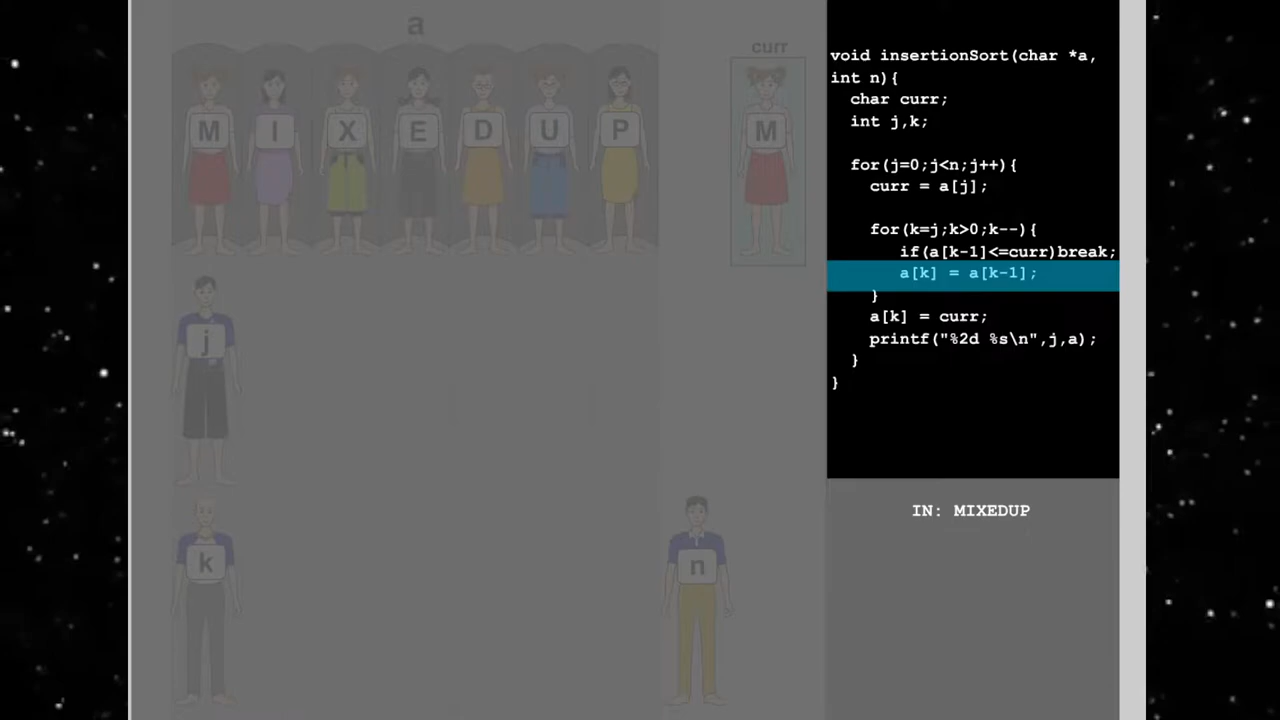 a
curr
M I X E D U P
M
j
k
n
void insertionSort(char *a,
int n){
char curr;
int j,k;
for(j=0;j<n;j++){
curr = a[j];
for(k=j;k>0;k--){
if(a[k-1]<=curr)break;
a[k] = a[k-1];
}
a[k] = curr;
printf("%2d %s\n",j,a);
}
}
IN: MIXEDUP